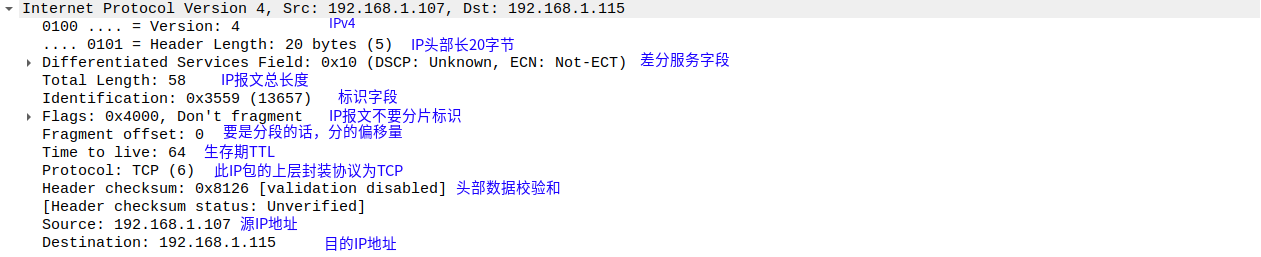 Internet Protocol Version 4, Src: 192.168.1.107, Dst: 192.168.1.115
0100 .... = Version: 4 IPv4
.... 0101 = Header Length: 20 bytes (5) IP头部长20字节
Differentiated Services Field: 0x10 (DSCP: Unknown, ECN: Not-ECT) 差分服务字段
Total Length: 58 IP报文总长度
Identification: 0x3559 (13657) 标识字段
Flags: 0x4000, Don't fragment IP报文不要分片标识
Fragment offset: 0 要是分段的话，分的偏移量
Time to live: 64 生存期TTL
Protocol: TCP (6) 此IP包的上层封装协议为TCP
Header checksum: 0x8126 [validation disabled] 头部数据校验和
[Header checksum status: Unverified]
Source: 192.168.1.107 源IP地址
Destination: 192.168.1.115 目的IP地址